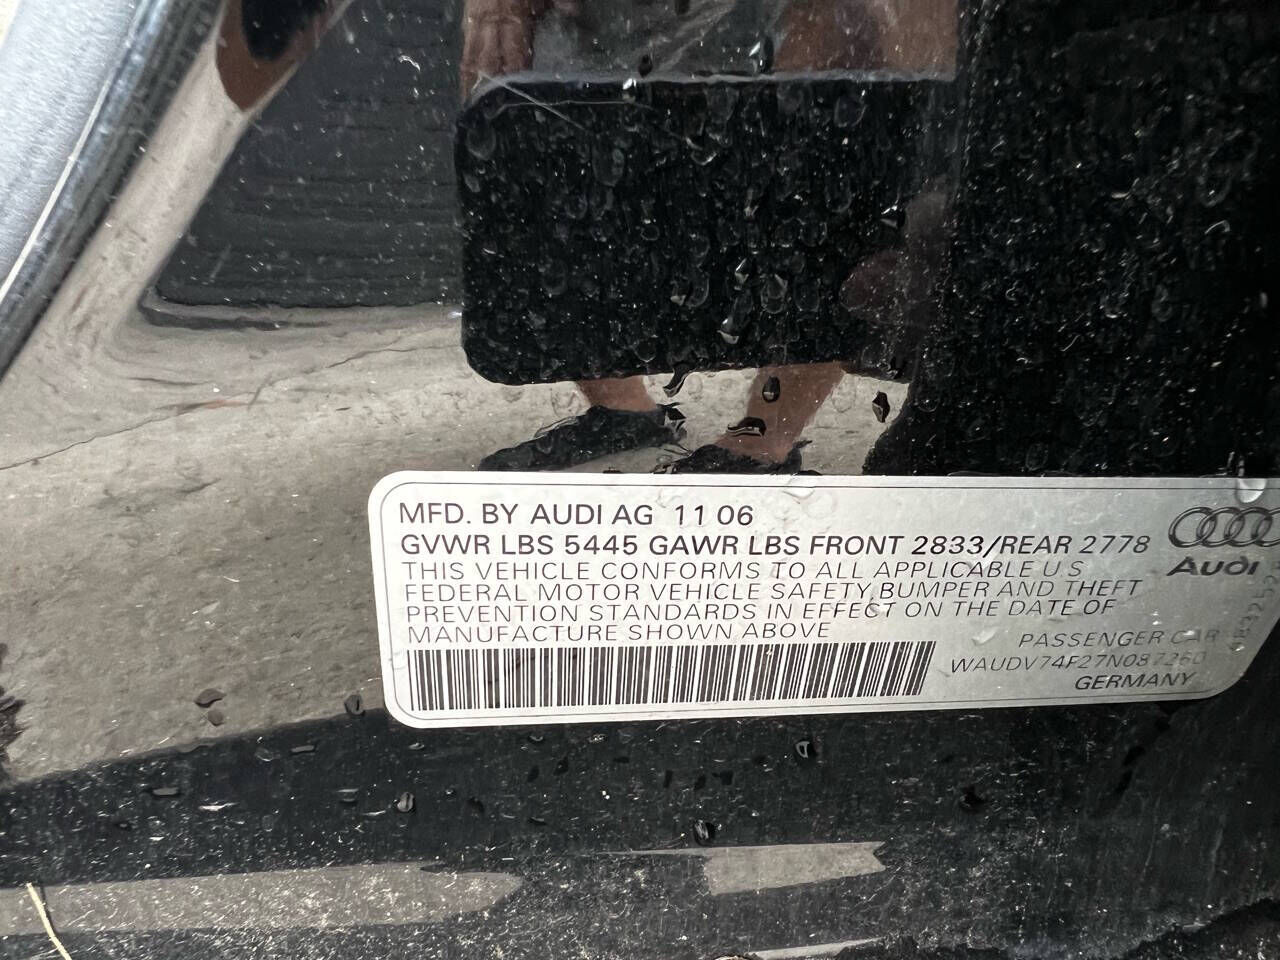 MFD. BY AUDI AG 11 06
GVWR LBS 5445 GAWR LBS FRONT 2833/REAR 2778
Audi
THIS VEHICLE CONFORMS TO ALL APPLICABLE U S
FEDERAL MOTOR VEHICLE SAFETY, BUMPER AND THEFT
PREVENTION STANDARDS IN EFFECT ON THE DATE OF
MANUFACTURE SHOWN ABOVE
PASSENGER CAR
WAUDV74F27N087260
GERMANY